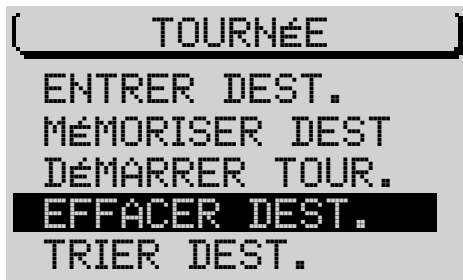 TOURNÉE
ENTRER DEST.
MÉMORISER DEST
DÉMARRER TOUR.
EFFACER DEST.
TRIER DEST.